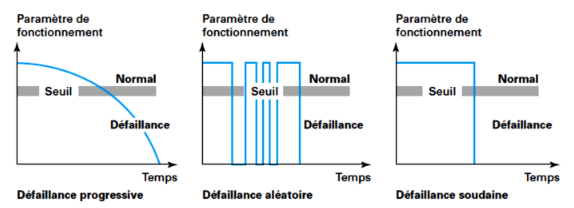 Paramètre de
fonctionnement
Normal
Seuil
Défaillance
Temps
Défaillance progressive
Paramètre de
fonctionnement
Normal
Seuil
Défaillance
Temps
Défaillance aléatoire
Paramètre de
fonctionnement
Normal
Seuil
Défaillance
Temps
Défaillance soudaine